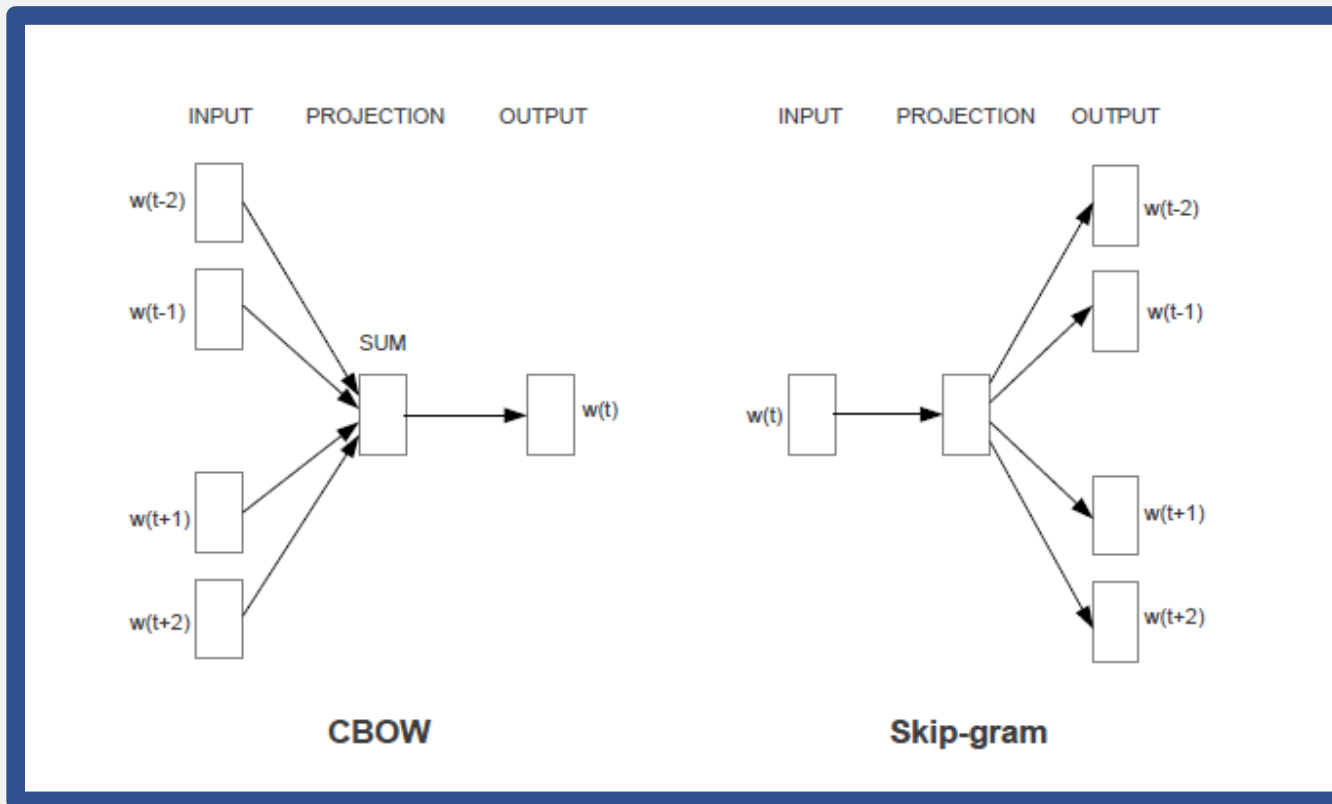 INPUT PROJECTION OUTPUT
w(t-2)
w(t-1)
SUM
w(t)
w(t+1)
w(t+2)
CBOW
INPUT PROJECTION OUTPUT
w(t-2)
w(t-1)
w(t)
w(t+1)
w(t+2)
Skip-gram